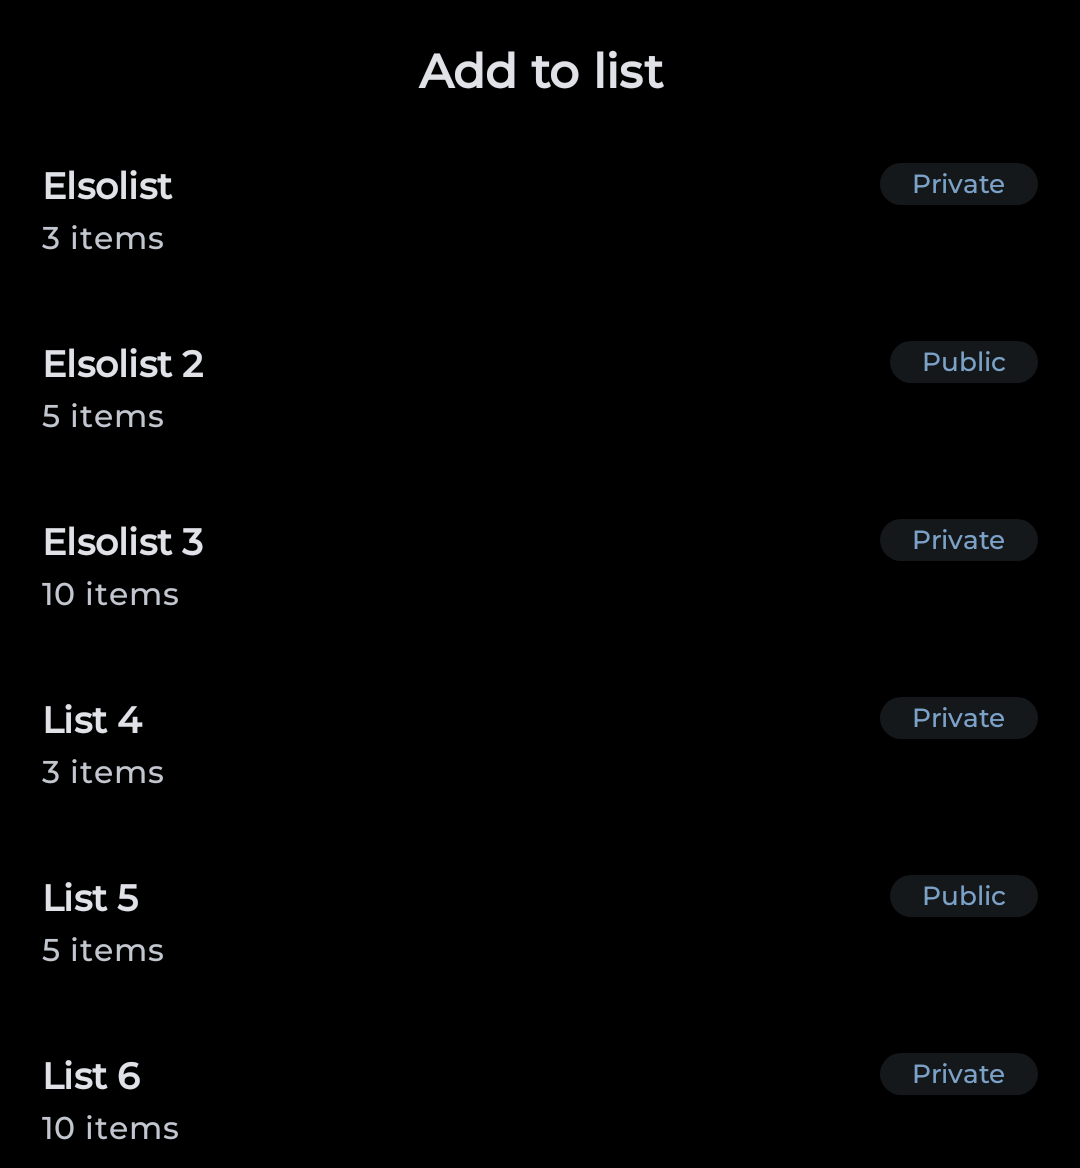 Add to list
Elsolist
Private
3 items
Elsolist 2
Public
5 items
Elsolist 3
Private
10 items
List 4
Private
3 items
List 5
Public
5 items
List 6
Private
10 items